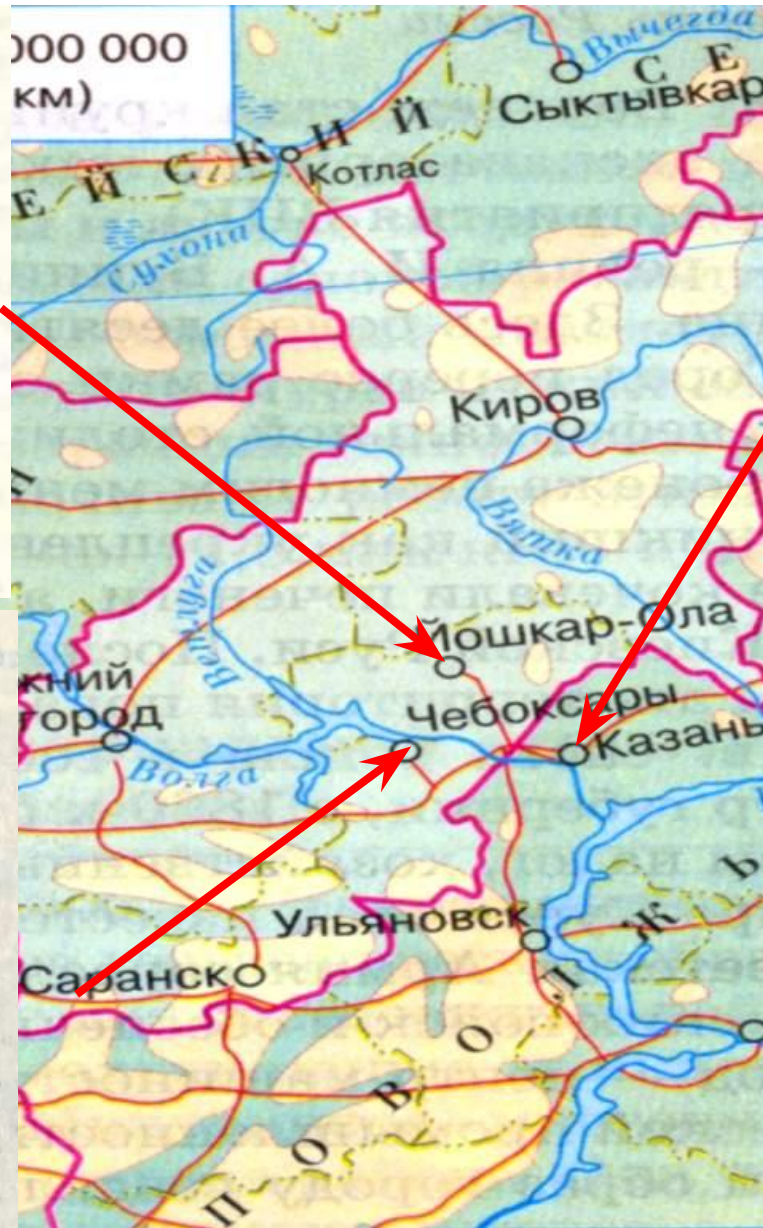 000 000
км)
Вычегда
С Е
Сыктывкар
Е Й С К И Й
Котлас
Сухона
Киров
Вятка
Ветлуга
Йошкар-Ола
жний
город
Чебоксары
Казань
Волга
Ульяновск
Саранск
П О В О Л Ж Ь